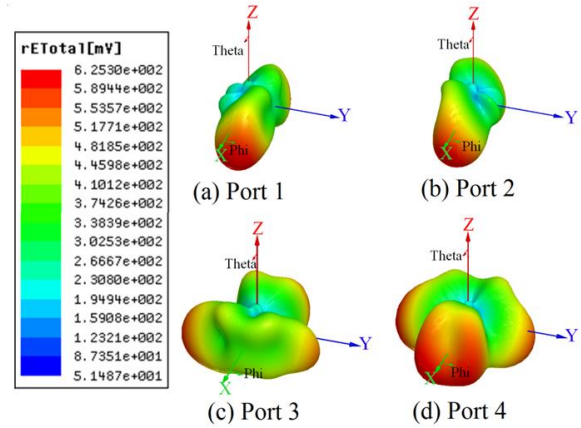 rETotal[mV]
6.2530e+002
5.8944e+002
5.5357e+002
5.1771e+002
4.8185e+002
4.4598e+002
4.1012e+002
3.7426e+002
3.3839e+002
3.0253e+002
2.6667e+002
2.3080e+002
1.9494e+002
1.5908e+002
1.2321e+002
8.7351e+001
5.1487e+001
Z
Theta
Y
X
Phi
(a) Port 1
Z
Theta
Y
X
Phi
(b) Port 2
Z
Theta
Y
X
Phi
(c) Port 3
Z
Theta
Y
X
Phi
(d) Port 4